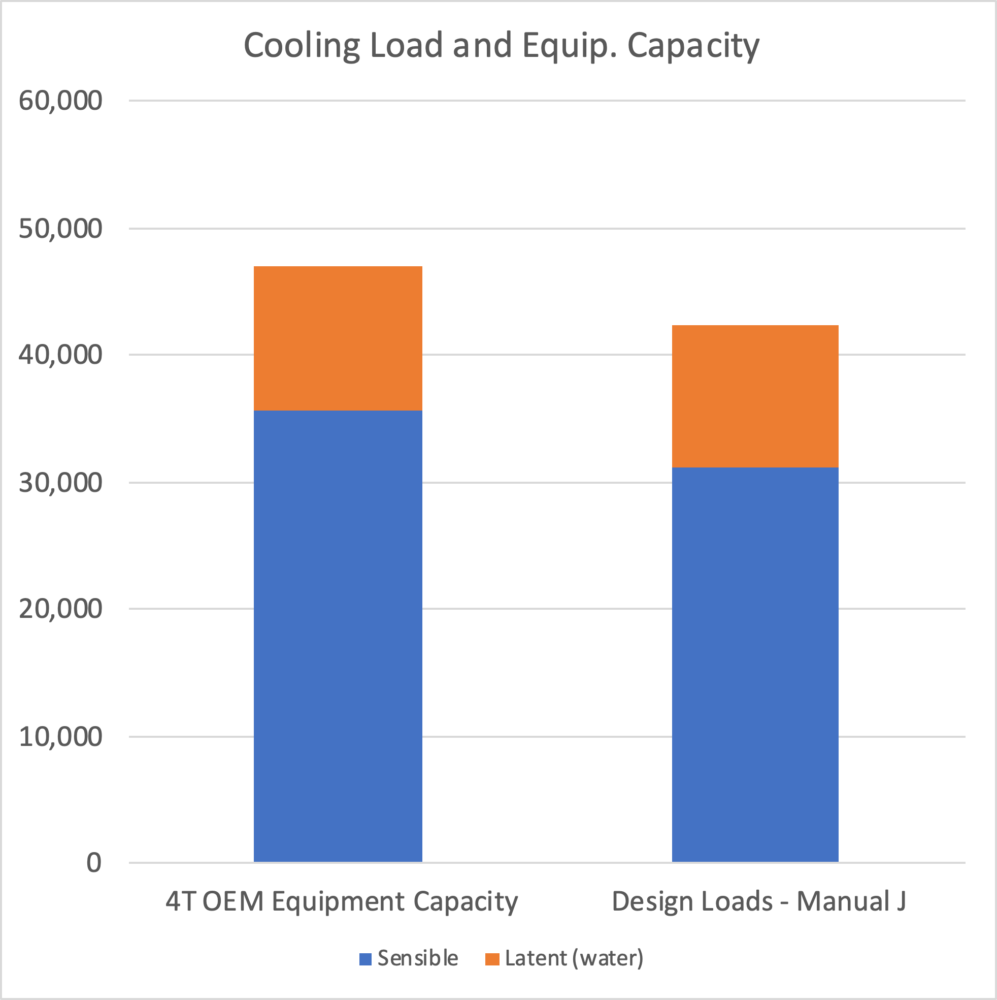 Cooling Load and Equip. Capacity
60,000
50,000
40,000
30,000
20,000
10,000
0
4T OEM Equipment Capacity
Design Loads - Manual J
Sensible
Latent (water)